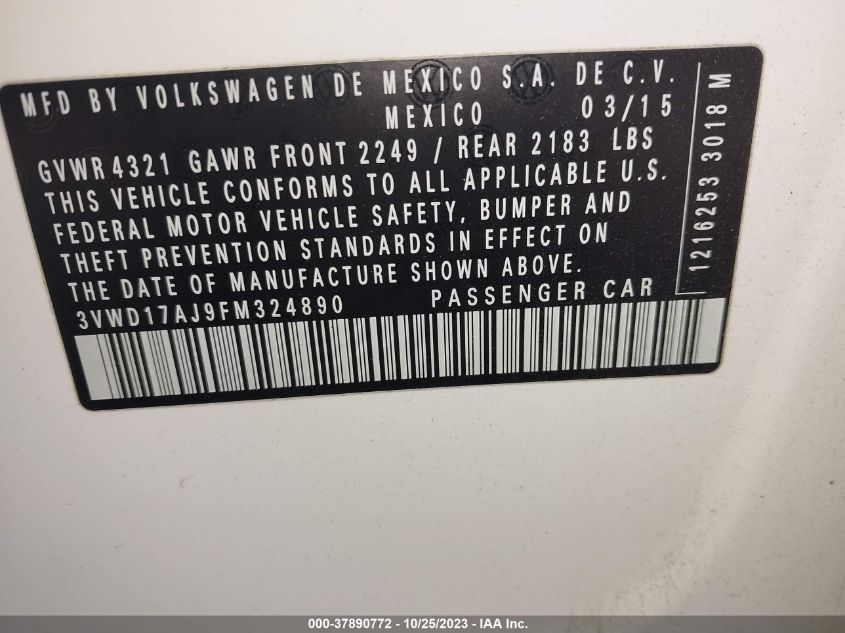 MFD BY VOLKSWAGEN DE MEXICO S.A. DE C.V.
MEXICO 03/15
GVWR 4321 GAWR FRONT 2249 / REAR 2183 LBS
THIS VEHICLE CONFORMS TO ALL APPLICABLE U.S.
FEDERAL MOTOR VEHICLE SAFETY, BUMPER AND
THEFT PREVENTION STANDARDS IN EFFECT ON
THE DATE OF MANUFACTURE SHOWN ABOVE.
3VWD17AJ9FM324890 PASSENGER CAR
1216253 3018 M
000-37890772 - 10/25/2023 - IAA Inc.